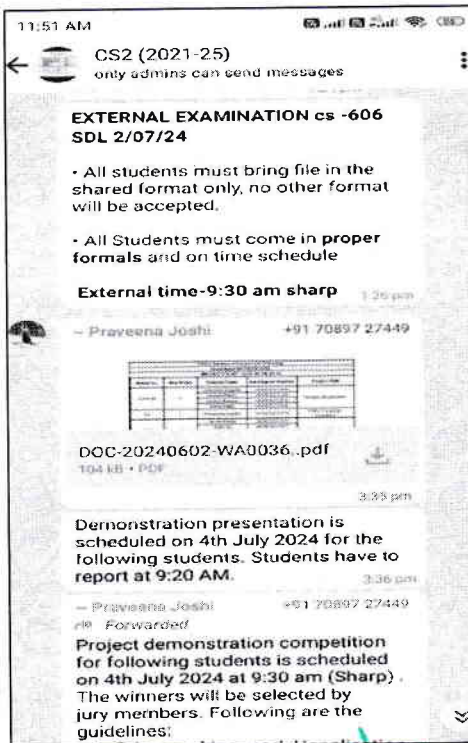 11:51 AM
CS2 (2021-25)
only admins can send messages
EXTERNAL EXAMINATION cs -606
SDL 2/07/24
• All students must bring file in the
shared format only, no other format
will be accepted.
• All Students must come in proper
formals and on time schedule
External time-9:30 am sharp
1:26 pm
~ Praveena Joshi +91 70897 27449
DOC-20240602-WA0036..pdf
104 kB • PDF
3:35 pm
Demonstration presentation is
scheduled on 4th July 2024 for the
following students. Students have to
report at 9:20 AM.
3:36 pm
~ Praveena Joshi +91 70897 27449
Forwarded
Project demonstration competition
for following students is scheduled
on 4th July 2024 at 9:30 am (Sharp) .
The winners will be selected by
jury members. Following are the
guidelines: